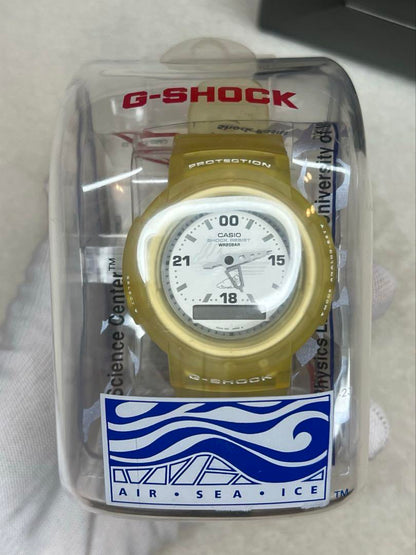 G-SHOCK
PROTECTION
00
CASIO
SHOCK RESIST
WR20BAR
21
15
18
G-SHOCK
Science Center™
University of
Physics L
AIR • SEA • ICE ™